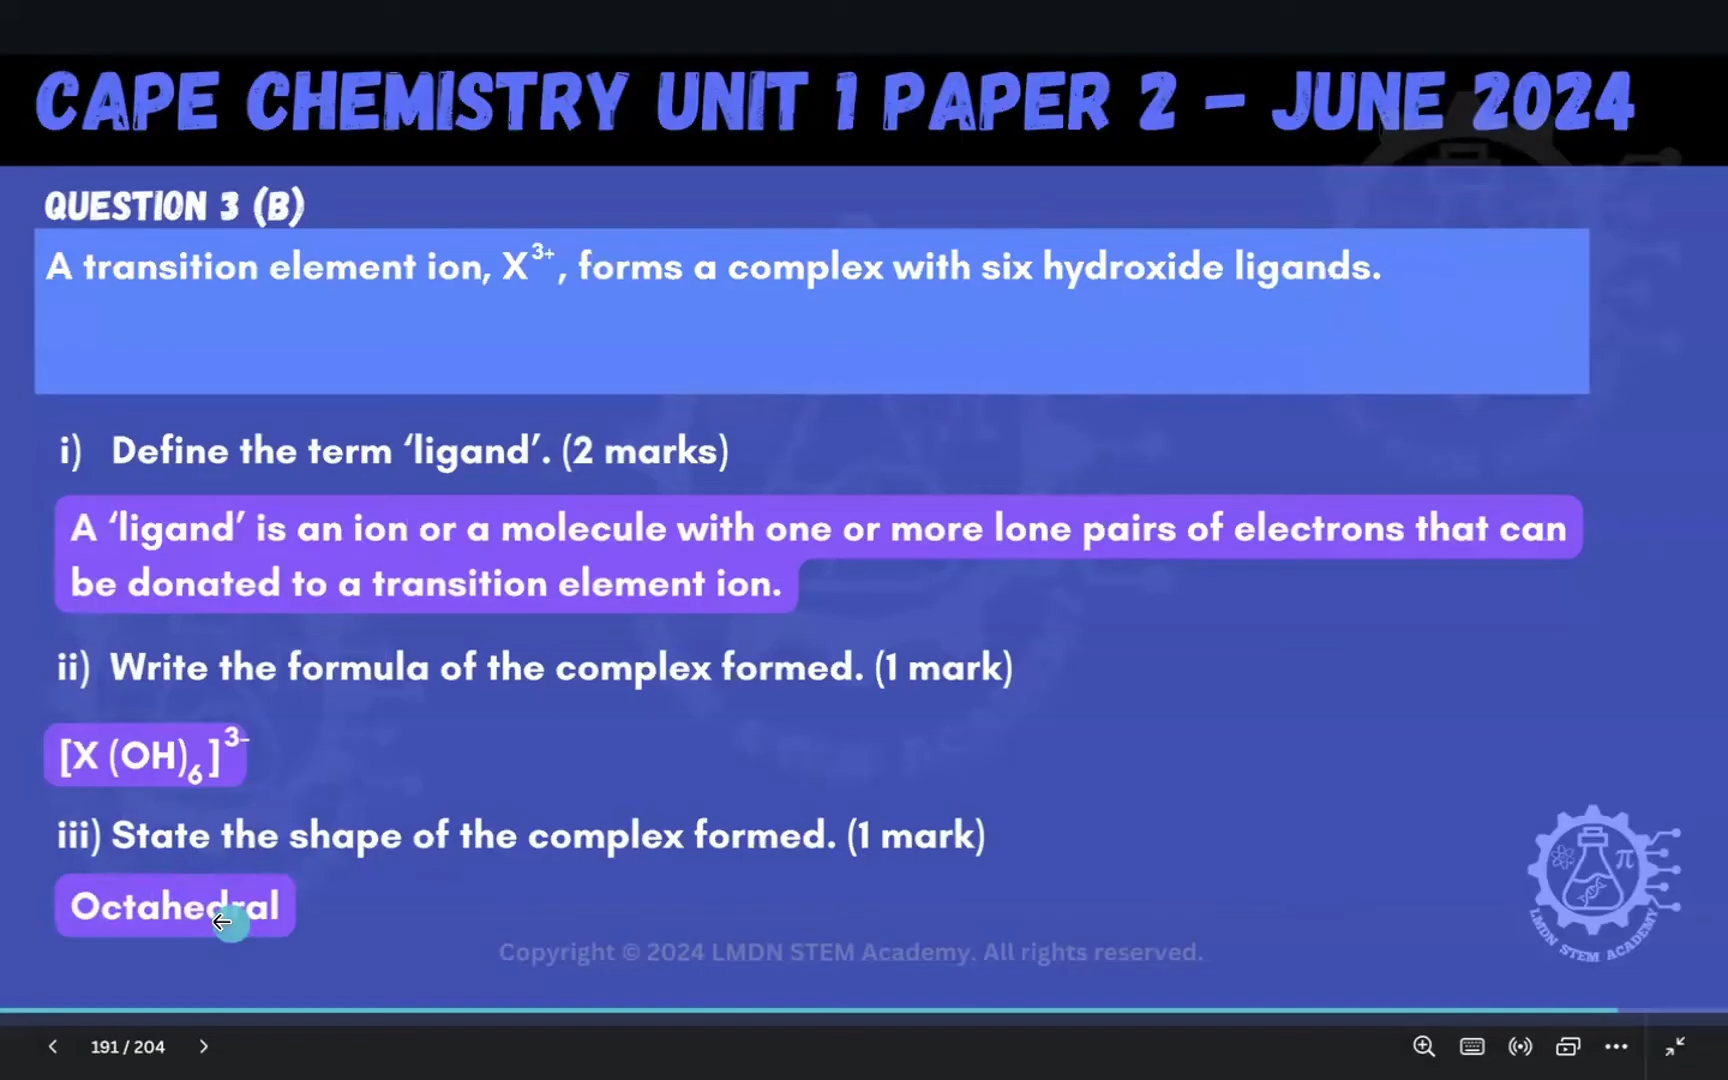 CAPE CHEMISTRY UNIT 1 PAPER 2 – JUNE 2024
QUESTION 3 (B)
A transition element ion, X³⁺, forms a complex with six hydroxide ligands.
i) Define the term ‘ligand’. (2 marks)
A ‘ligand’ is an ion or a molecule with one or more lone pairs of electrons that can
be donated to a transition element ion.
ii) Write the formula of the complex formed. (1 mark)
[X (OH)₆]³⁻
iii) State the shape of the complex formed. (1 mark)
Octahedral
π
LMDN STEM ACADEMY
Copyright © 2024 LMDN STEM Academy. All rights reserved.
191 / 204